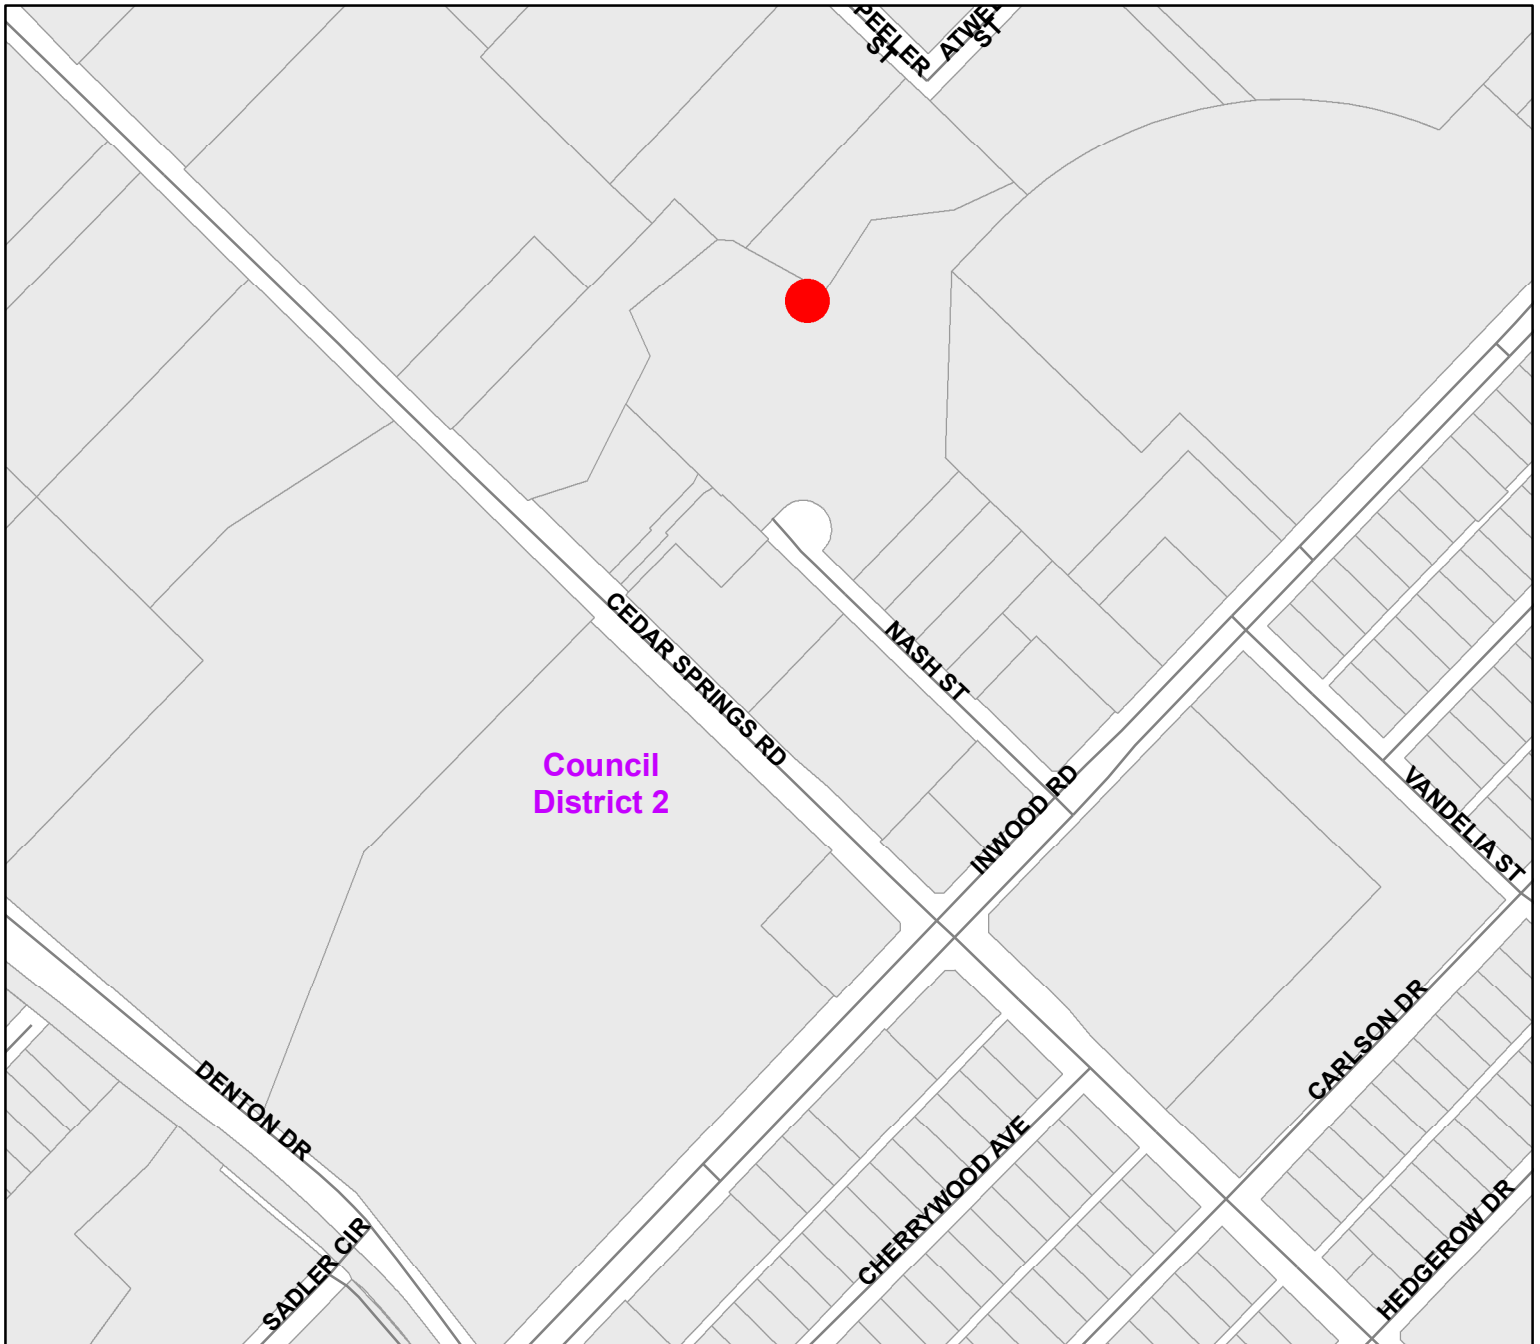 PEELER
ST
ATWE
ST
CEDAR SPRINGS RD
NASH ST
Council
District 2
INWOOD RD
VANDELIA ST
CARLSON DR
DENTON DR
CHERRYWOOD AVE
HEDGEROW DR
SADLER CIR